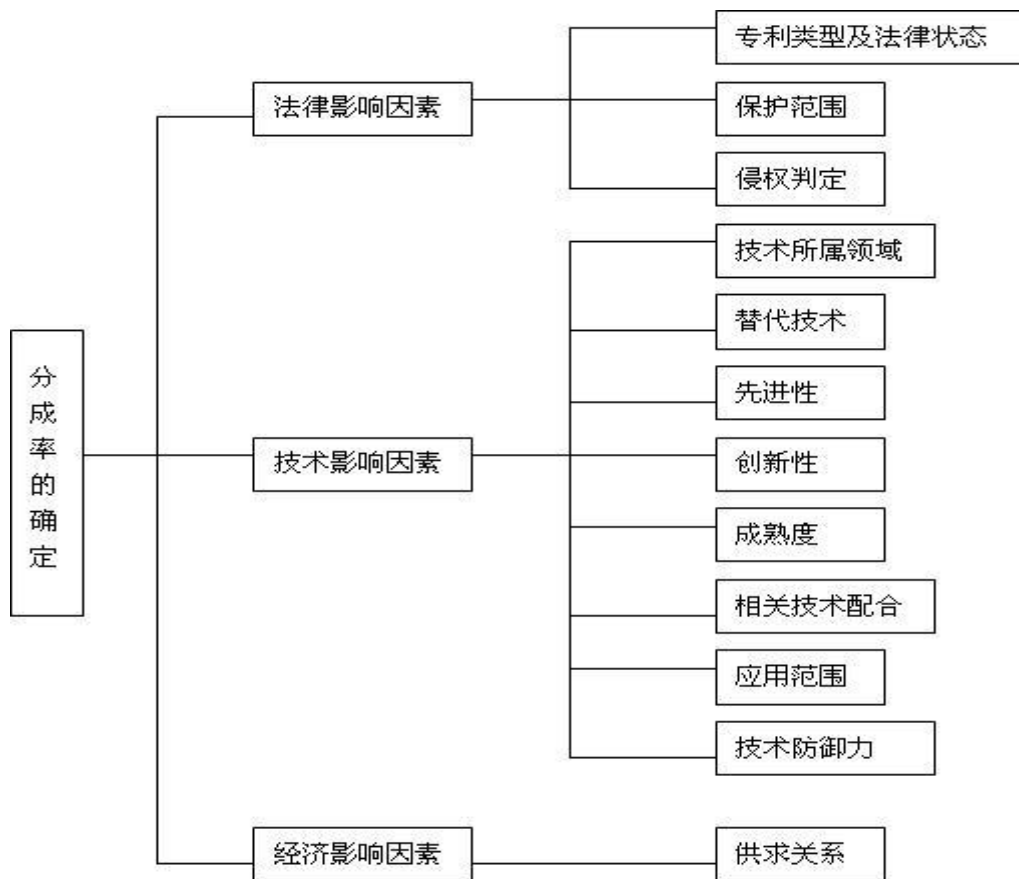 分成率的确定
法律影响因素
专利类型及法律状态
保护范围
侵权判定
技术影响因素
技术所属领域
替代技术
先进性
创新性
成熟度
相关技术配合
应用范围
技术防御力
经济影响因素
供求关系